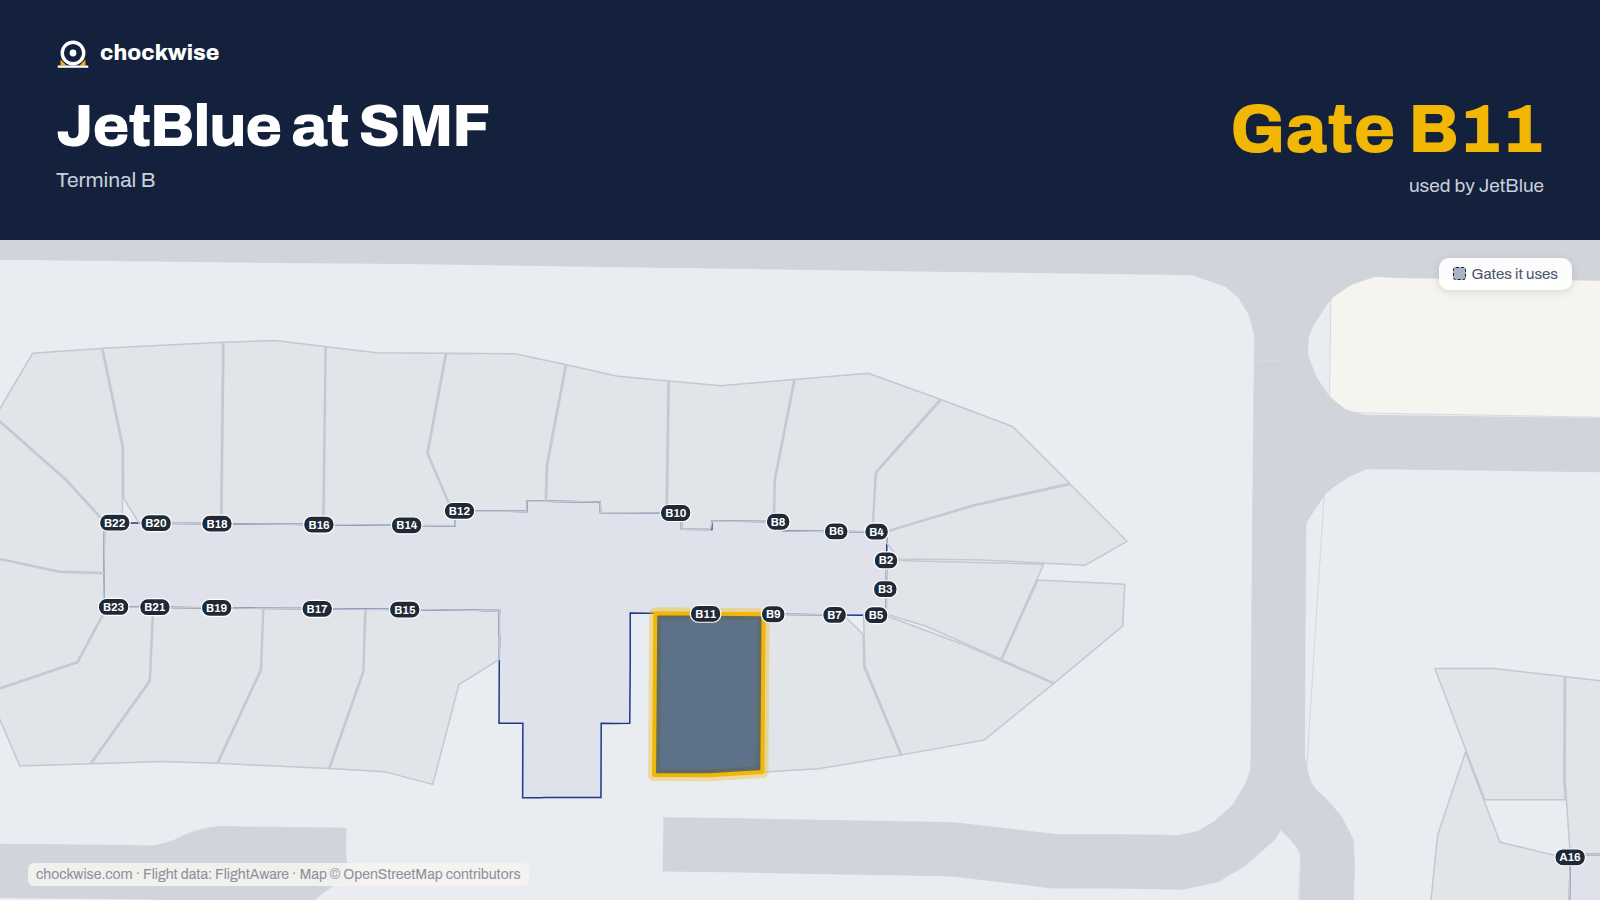 chockwise
JetBlue at SMF
Terminal B
Gate B11
used by JetBlue
Gates it uses
B12
B10
B22
B20
B18
B16
B14
B8
B6
B4
B2
B3
B23
B21
B19
B17
B15
B11
B9
B7
B5
A16
chockwise.com · Flight data: FlightAware · Map © OpenStreetMap contributors